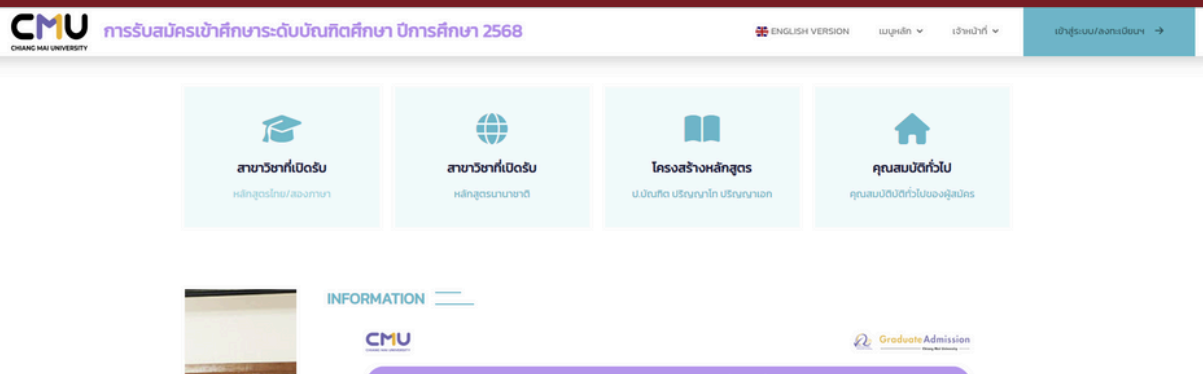 CMU
CHIANG MAI UNIVERSITY
การรับสมัครเข้าศึกษาระดับบัณฑิตศึกษา ปีการศึกษา 2568
ENGLISH VERSION
เมนูหลัก
เจ้าหน้าที่
เข้าสู่ระบบ/ลงทะเบียนฯ →
สาขาวิชาที่เปิดรับ
หลักสูตรไทย/สองภาษา
สาขาวิชาที่เปิดรับ
หลักสูตรนานาชาติ
โครงสร้างหลักสูตร
ป.บัณฑิต ปริญญาโท ปริญญาเอก
คุณสมบัติทั่วไป
คุณสมบัติบัติทั่วไปของผู้สมัคร
INFORMATION
CMU
CHIANG MAI UNIVERSITY
Graduate Admission
Chiang Mai University